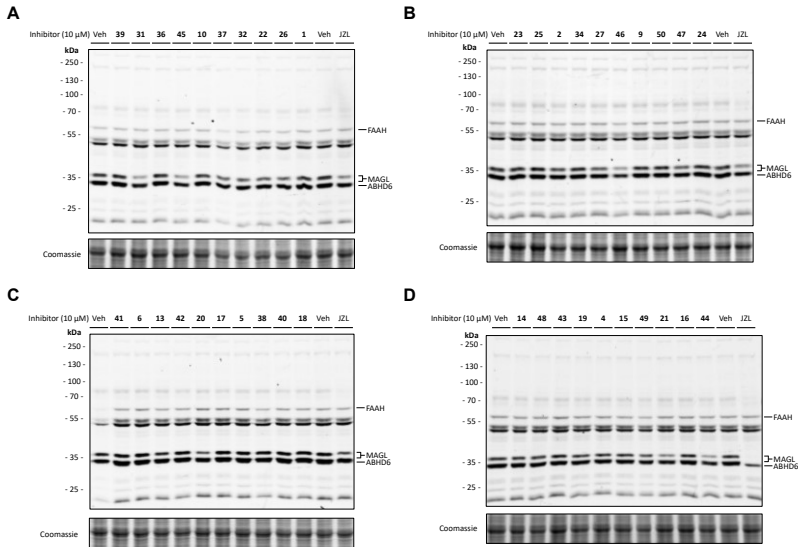 A
Inhibitor (10 µM) Veh 39 31 36 45 10 37 32 22 26 1 Veh JZL
kDa
- 250 -
- 130 -
- 100 -
- 70 -
- 55 -
- 35 -
- 25 -
FAAH
MAGL
ABHD6
Coomassie
B
Inhibitor (10 µM) Veh 23 25 2 34 27 46 9 50 47 24 Veh JZL
kDa
- 250 -
- 130 -
- 100 -
- 70 -
- 55 -
- 35 -
- 25 -
FAAH
MAGL
ABHD6
Coomassie
C
Inhibitor (10 µM) Veh 41 6 13 42 20 17 5 38 40 18 Veh JZL
kDa
- 250 -
- 130 -
- 100 -
- 70 -
- 55 -
- 35 -
- 25 -
FAAH
MAGL
ABHD6
Coomassie
D
Inhibitor (10 µM) Veh 14 48 43 19 4 15 49 21 16 44 Veh JZL
kDa
- 250 -
- 130 -
- 100 -
- 70 -
- 55 -
- 35 -
- 25 -
FAAH
MAGL
ABHD6
Coomassie